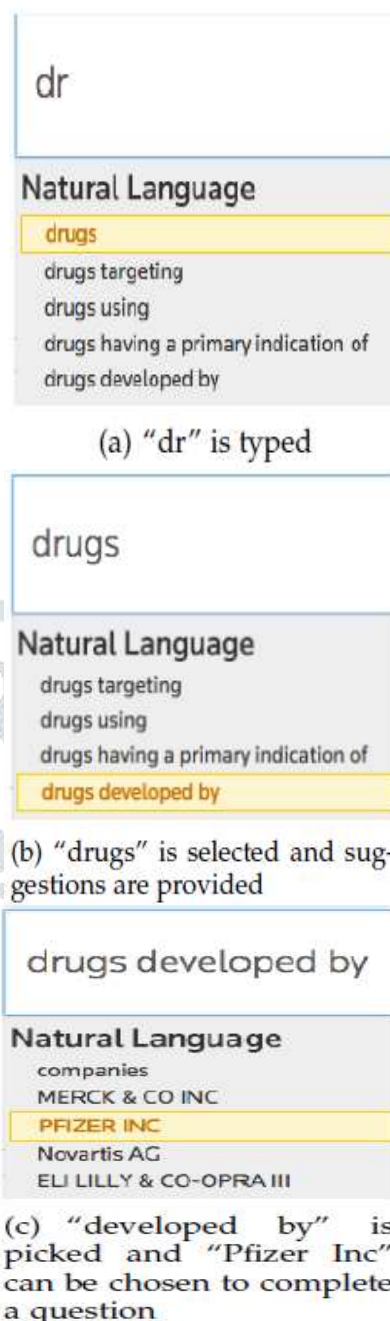 dr
Natural Language
drugs
drugs targeting
drugs using
drugs having a primary indication of
drugs developed by
(a) “dr” is typed
drugs
Natural Language
drugs targeting
drugs using
drugs having a primary indication of
drugs developed by
(b) “drugs” is selected and sug-
gestions are provided
drugs developed by
Natural Language
companies
MERCK & CO INC
PFIZER INC
Novartis AG
ELI LILLY & CO-OPRA III
(c) “developed by” is
picked and “Pfizer Inc”
can be chosen to complete
a question